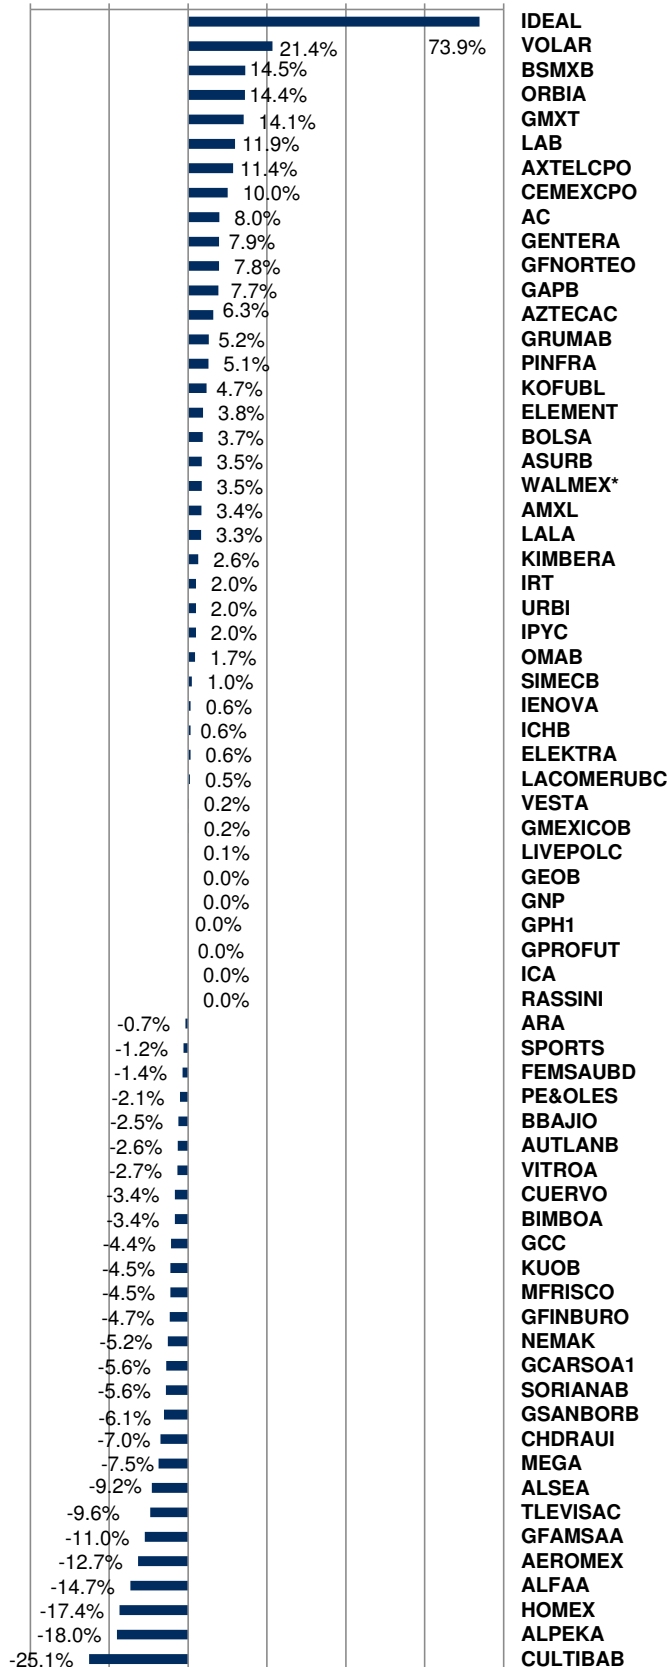 IDEAL
21.4% 73.9% VOLAR
14.5% BSMXB
14.4% ORBIA
14.1% GMXT
11.9% LAB
11.4% AXTELCPO
10.0% CEMEXCPO
8.0% AC
7.9% GENTERA
7.8% GFNORTEO
7.7% GAPB
6.3% AZTECAC
5.2% GRUMAB
5.1% PINFRA
4.7% KOFUBL
3.8% ELEMENT
3.7% BOLSA
3.5% ASURB
3.5% WALMEX*
3.4% AMXL
3.3% LALA
2.6% KIMBERA
2.0% IRT
2.0% URBI
2.0% IPYC
1.7% OMAB
1.0% SIMECB
0.6% IENOVA
0.6% ICHB
0.6% ELEKTRA
0.5% LACOMERUBC
0.2% VESTA
0.2% GMEXICOB
0.1% LIVEPOLC
0.0% GEOB
0.0% GNP
0.0% GPH1
0.0% GPROFUT
0.0% ICA
0.0% RASSINI
-0.7% ARA
-1.2% SPORTS
-1.4% FEMSAUBD
-2.1% PE&OLES
-2.5% BBAJIO
-2.6% AUTLANB
-2.7% VITROA
-3.4% CUERVO
-3.4% BIMBOA
-4.4% GCC
-4.5% KUOB
-4.5% MFRISCO
-4.7% GFINBURO
-5.2% NEMAK
-5.6% GCARSOA1
-5.6% SORIANAB
-6.1% GSANBORB
-7.0% CHDRAUI
-7.5% MEGA
-9.2% ALSEA
-9.6% TLEVISAC
-11.0% GFAMSAA
-12.7% AEROMEX
-14.7% ALFAA
-17.4% HOMEX
-18.0% ALPEKA
-25.1% CULTIBAB